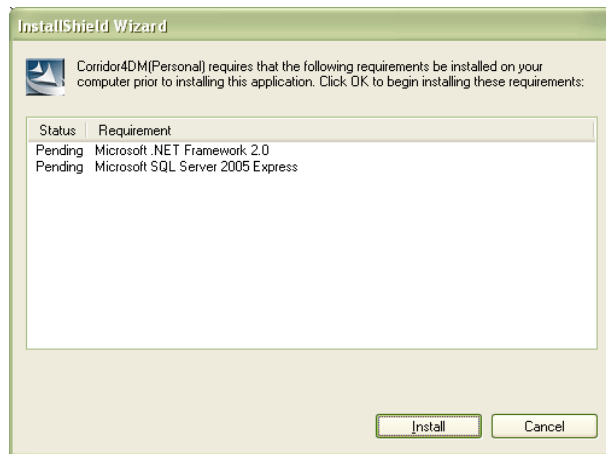 InstallShield Wizard
Corridor4DM(Personal) requires that the following requirements be installed on your
computer prior to installing this application. Click OK to begin installing these requirements:
Status Requirement
Pending Microsoft .NET Framework 2.0
Pending Microsoft SQL Server 2005 Express
Install Cancel